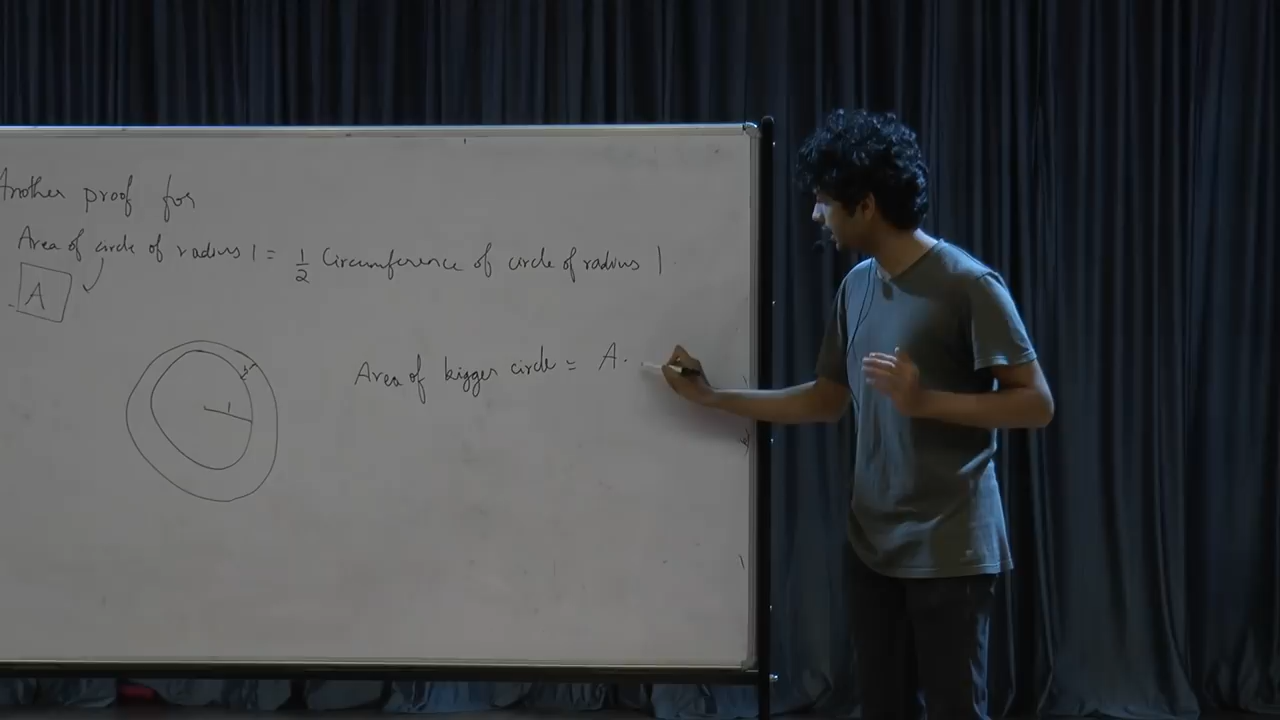 Another proof for
Area of circle of radius 1 = 1/2 Circumference of circle of radius 1.
A
Area of bigger circle = A.
1